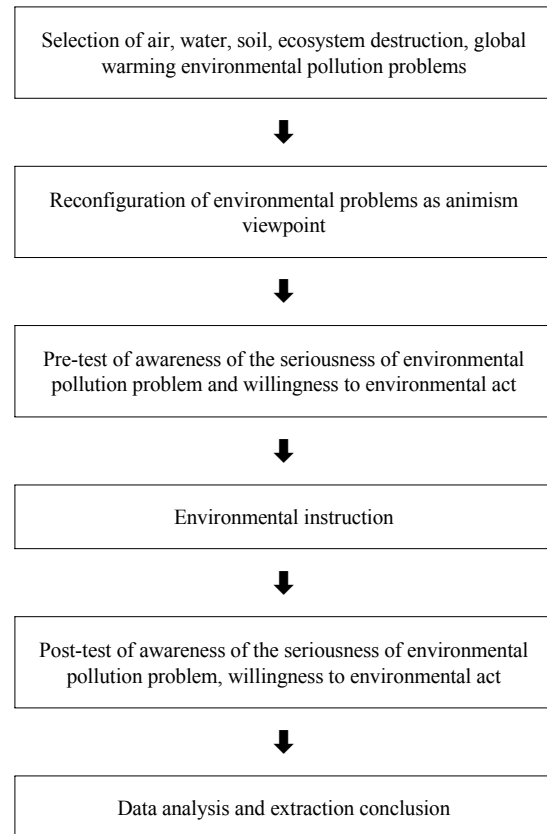 Selection of air, water, soil, ecosystem destruction, global
warming environmental pollution problems
Reconfiguration of environmental problems as animism
viewpoint
Pre-test of awareness of the seriousness of environmental
pollution problem and willingness to environmental act
Environmental instruction
Post-test of awareness of the seriousness of environmental
pollution problem, willingness to environmental act
Data analysis and extraction conclusion